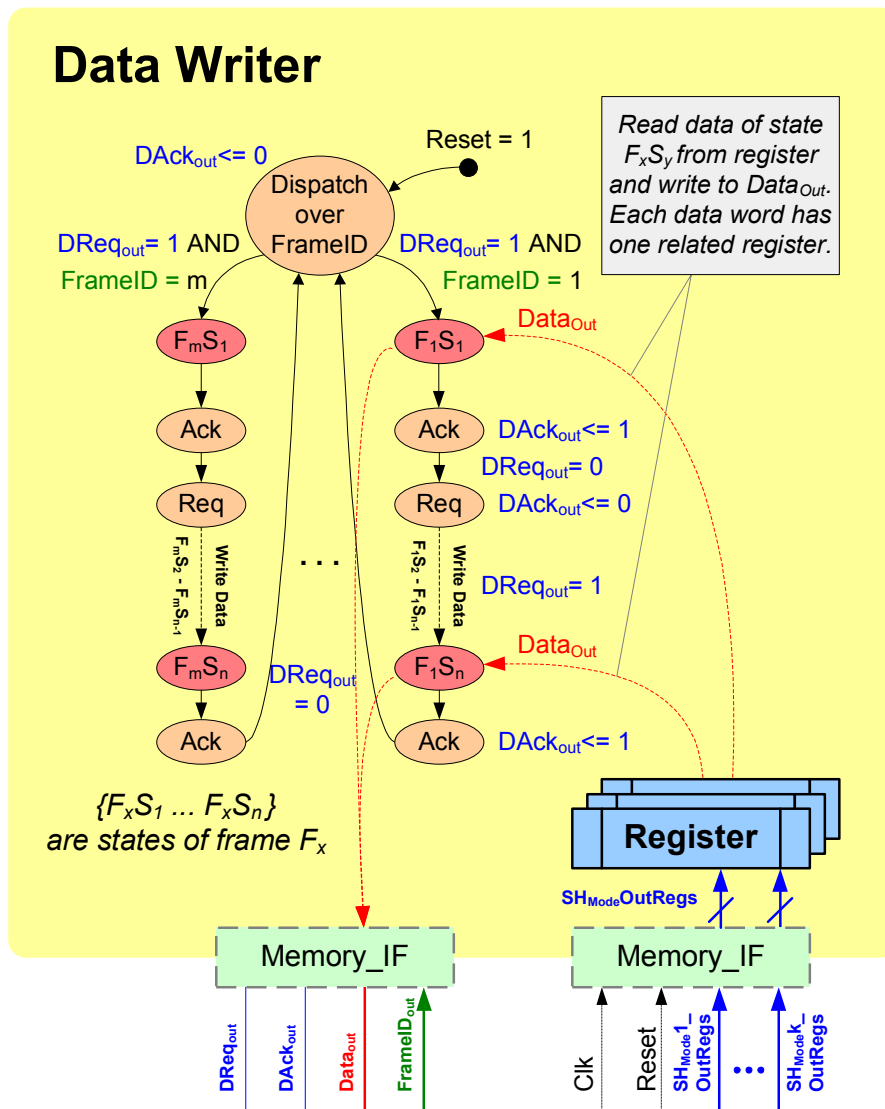 Data Writer
Reset = 1
DAckout<= 0
Dispatch
over
FrameID
Read data of state
FxSy from register
and write to DataOut.
Each data word has
one related register.
DReqout= 1 AND
FrameID = m
DReqout= 1 AND
FrameID = 1
DataOut
FmS1
F1S1
Ack
Ack
DAckout<= 1
DReqout= 0
Req
Req
DAckout<= 0
FmS2 - FmSn-1
Write Data
. . .
F1S2 - F1Sn-1
Write Data
DReqout= 1
DataOut
FmSn
F1Sn
DReqout
= 0
Ack
Ack
DAckout<= 1
{FxS1 ... FxSn}
are states of frame Fx
Register
SHModeOutRegs
Memory_IF
Memory_IF
DReqout
DAckout
Dataout
FrameIDout
Clk
Reset
SHMode1_
OutRegs
•••
SHModek_
OutRegs